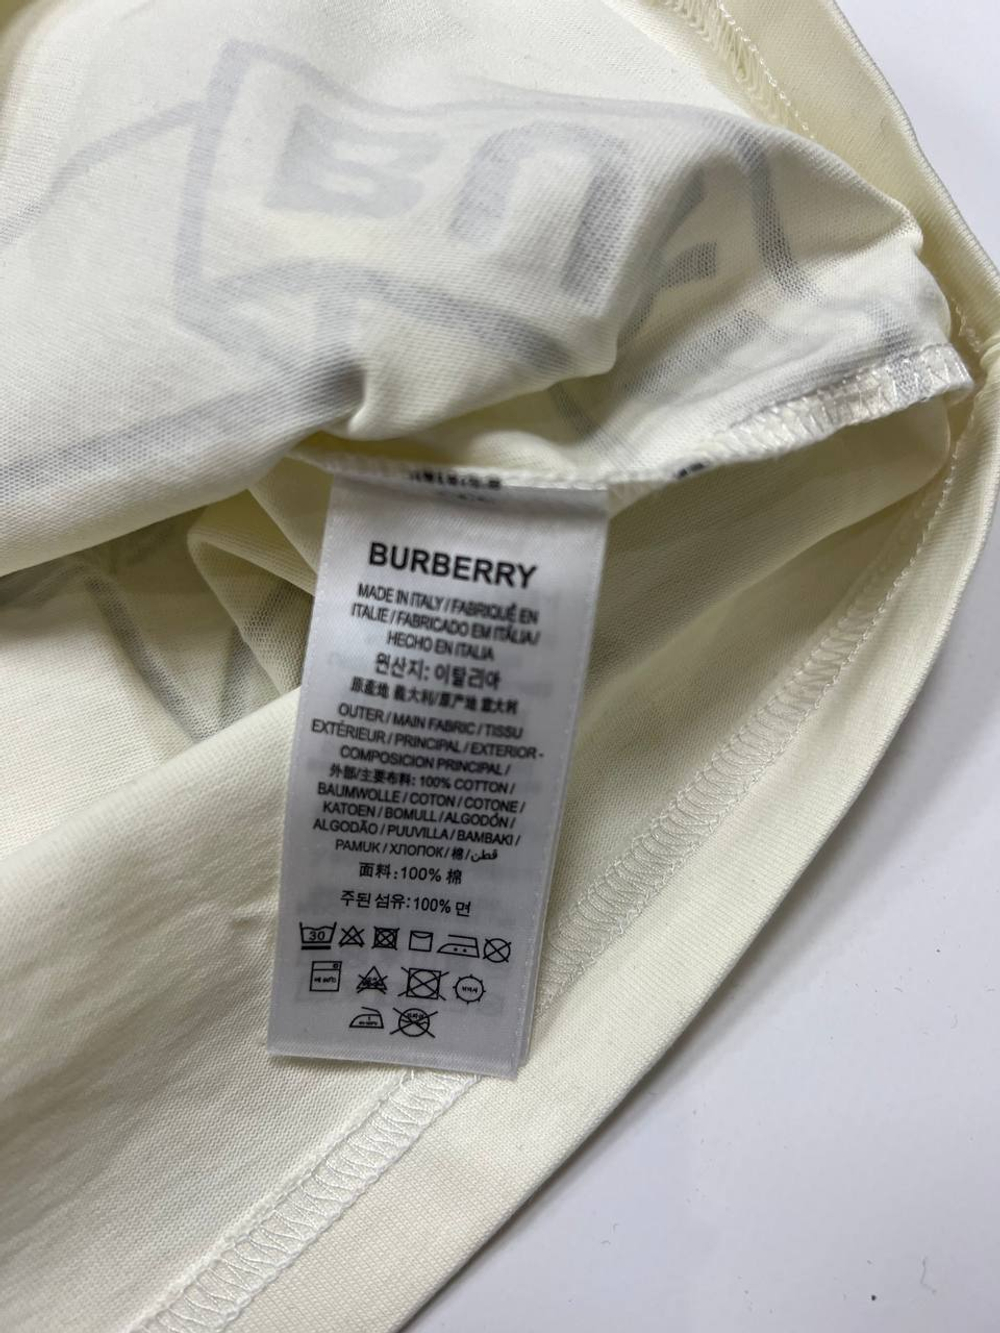 BU
BURBERRY
MADE IN ITALY / FABRIQUÉ EN
ITALIE / FABRICADO EM ITÁLIA /
HECHO EN ITALIA
원산지: 이탈리아
原產地 義大利/原产地 意大利
OUTER / MAIN FABRIC / TISSU
EXTÉRIEUR / PRINCIPAL / EXTERIOR -
COMPOSICION PRINCIPAL /
外部/主要布料: 100% COTTON /
BAUMWOLLE / COTON / COTONE /
KATOEN / BOMULL / ALGODÓN /
ALGODÃO / PUUVILLA / BAMBAKI /
PAMUK / ХЛОПОК / 棉 / قطن
面料: 100% 棉
주된 섬유: 100% 면
30